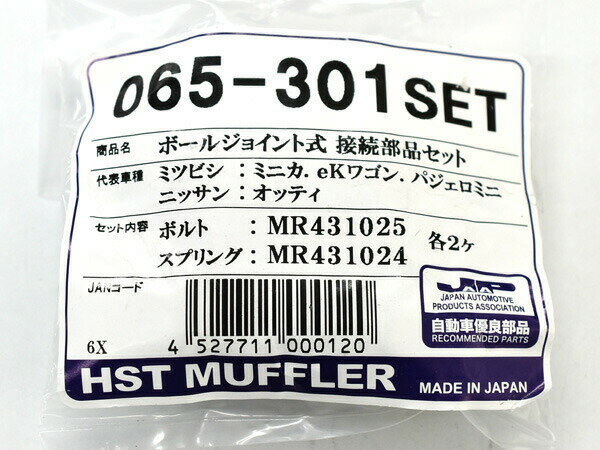 065-301SET
商品名 ボールジョイント式 接続部品セット
代表車種 ミツビシ : ミニカ. eKワゴン. パジェロミニ
ニッサン : オッティ
セット内容 ボルト : MR431025 各2ケ
スプリング : MR431024
JANコード
JAPA
JAPAN AUTOMOTIVE
PRODUCTS ASSOCIATION
自動車優良部品
RECOMMENDED PARTS
6X
4 527711 000120
HST MUFFLER
MADE IN JAPAN